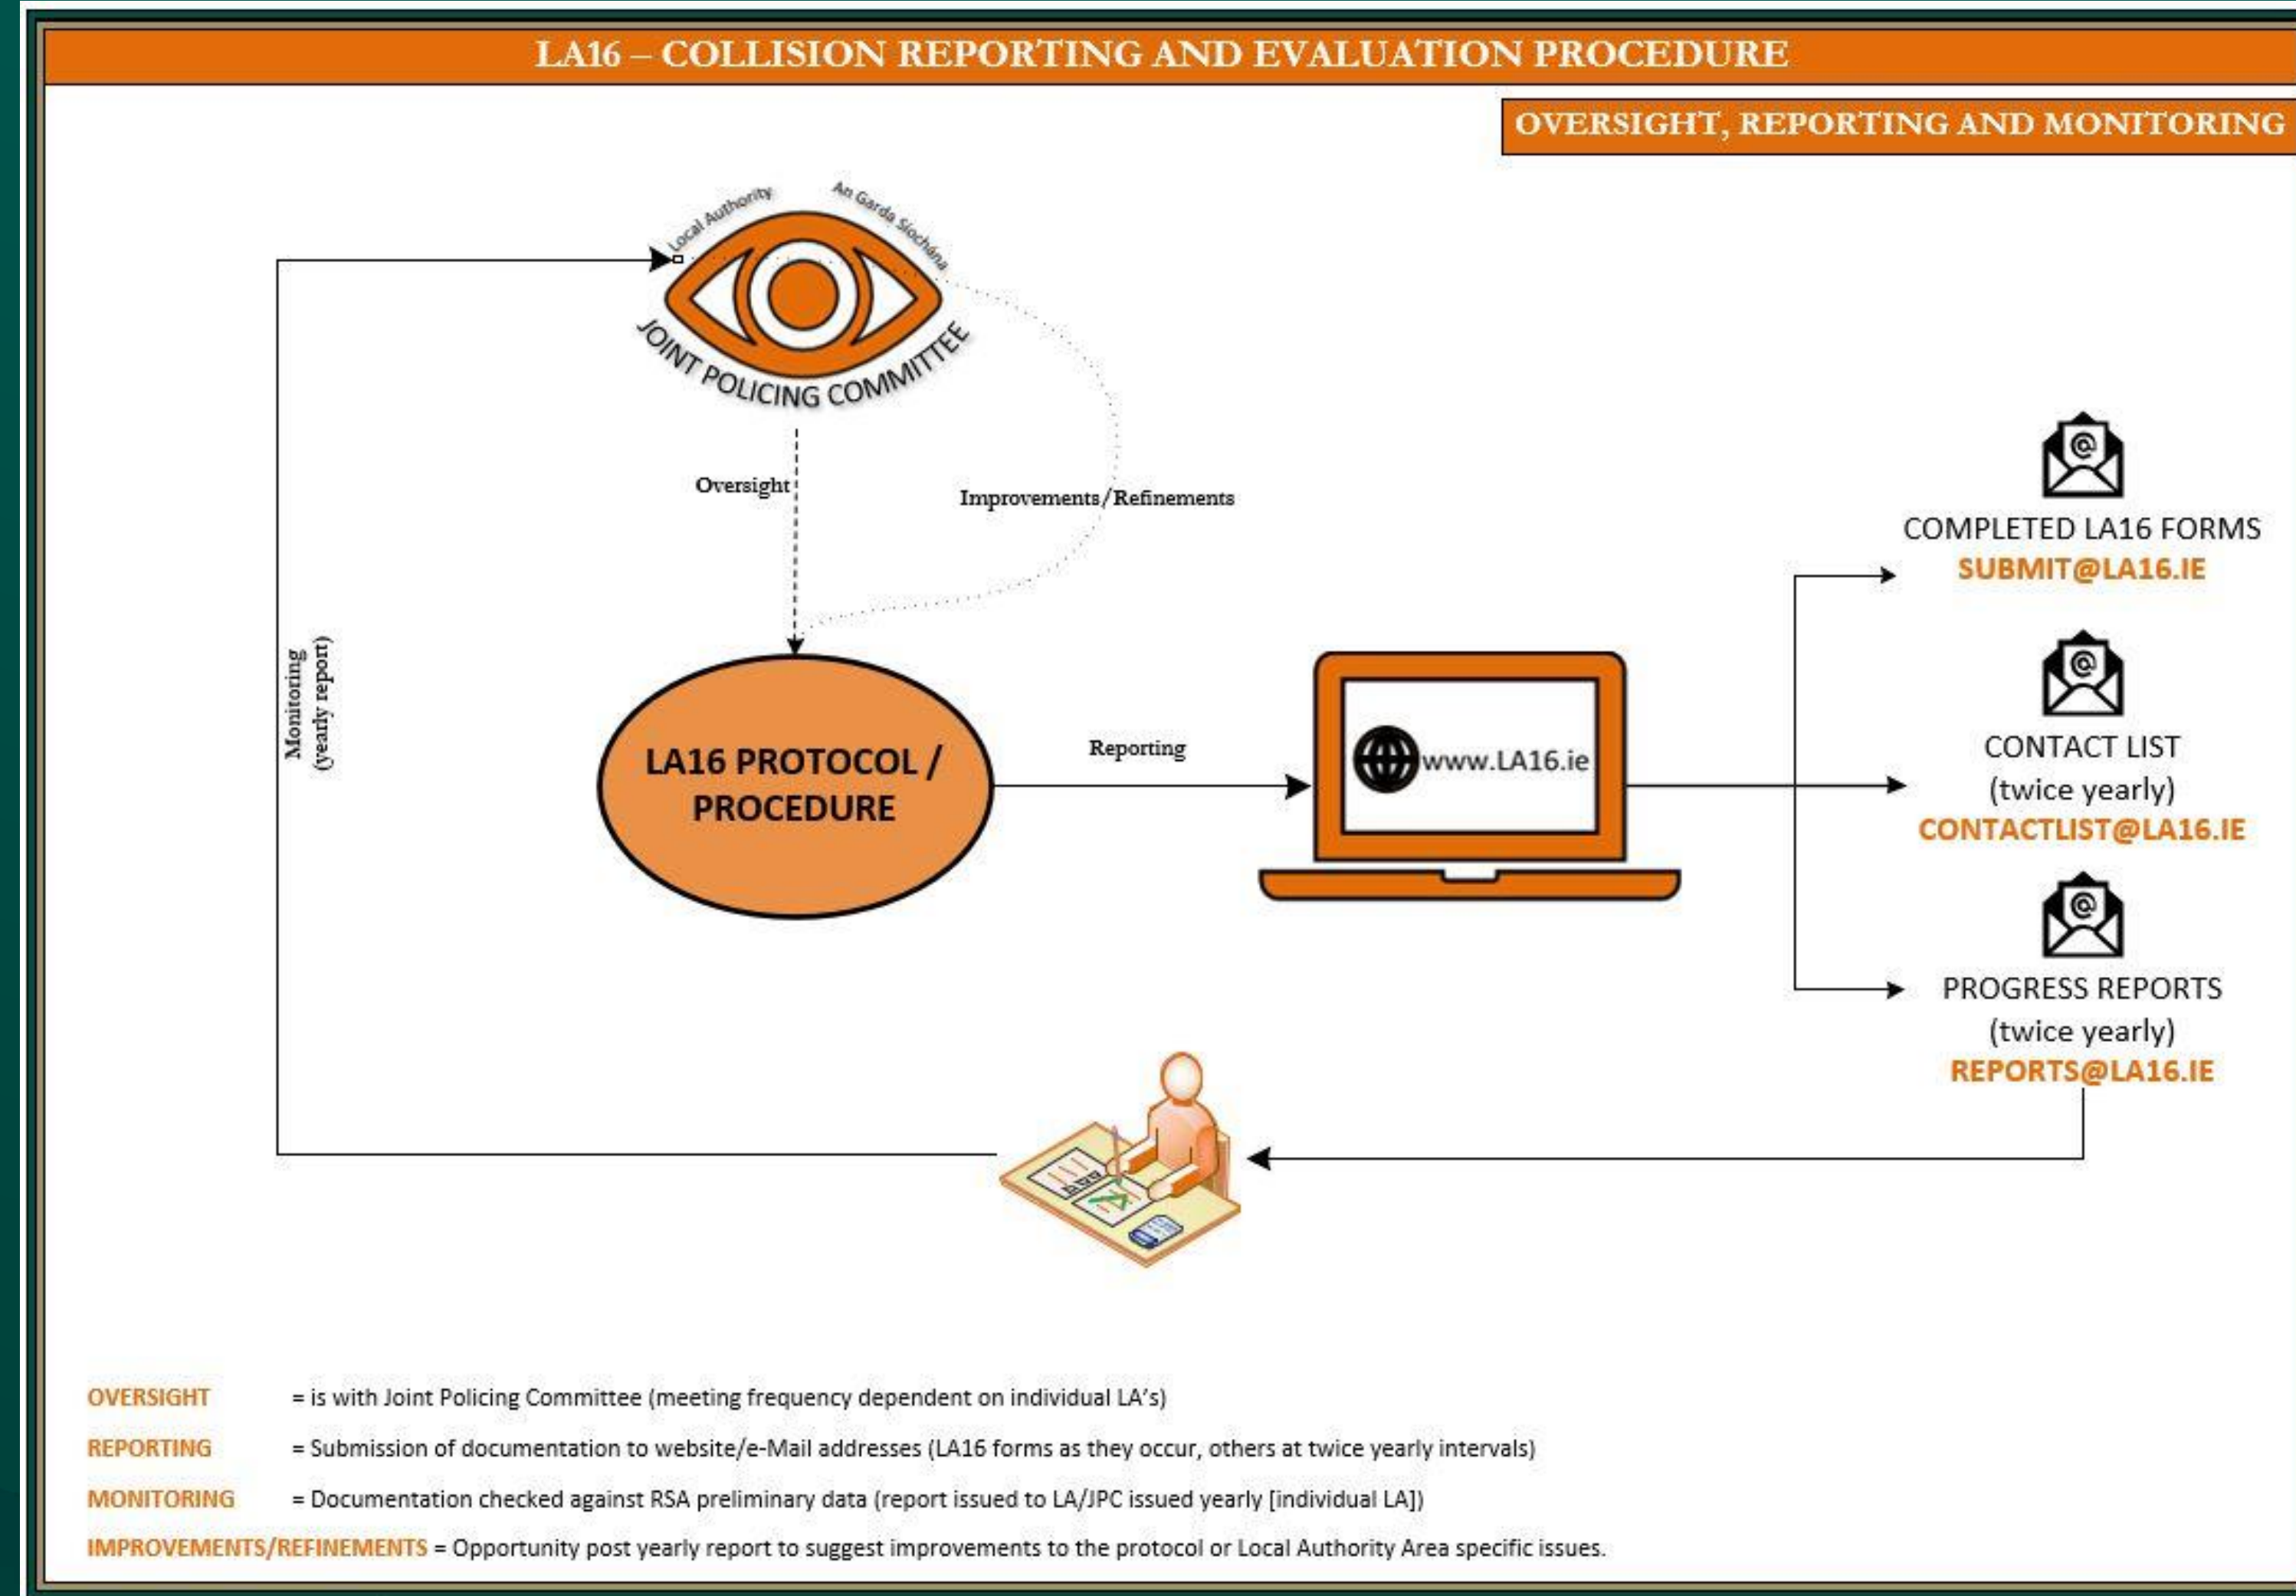 LA16 – COLLISION REPORTING AND EVALUATION PROCEDURE
OVERSIGHT, REPORTING AND MONITORING
Local Authority
An Garda Síochána
JOINT POLICING COMMITTEE
Oversight
Improvements/Refinements
COMPLETED LA16 FORMS
SUBMIT@LA16.IE
Monitoring
(yearly report)
LA16 PROTOCOL /
PROCEDURE
Reporting
www.LA16.ie
CONTACT LIST
(twice yearly)
CONTACTLIST@LA16.IE
PROGRESS REPORTS
(twice yearly)
REPORTS@LA16.IE
OVERSIGHT = is with Joint Policing Committee (meeting frequency dependent on individual LA's)
REPORTING = Submission of documentation to website/e-Mail addresses (LA16 forms as they occur, others at twice yearly intervals)
MONITORING = Documentation checked against RSA preliminary data (report issued to LA/JPC issued yearly [individual LA])
IMPROVEMENTS/REFINEMENTS = Opportunity post yearly report to suggest improvements to the protocol or Local Authority Area specific issues.